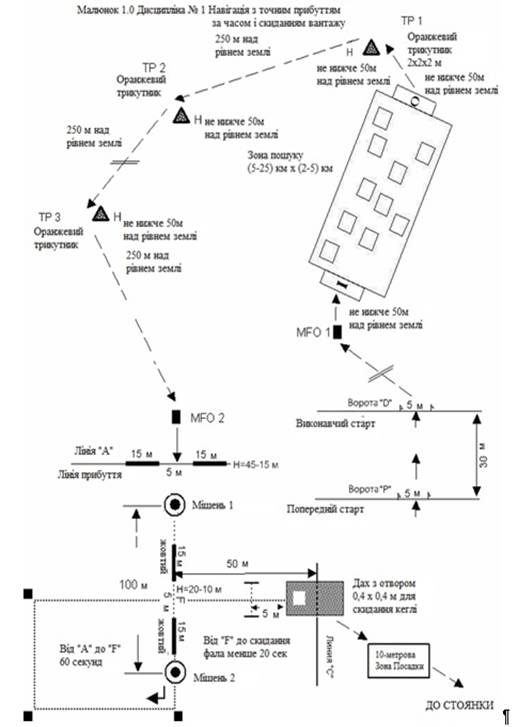 Малюнок 1.0 Дисципліна № 1 Навігація з точним прибуттям
за часом і скиданням вантажу
TP 1
Оранжевий
трикутник
2x2x2 м
250 м над
рівнем землі
H
не нижче 50м
над рівнем землі
не нижче 50м
над рівнем землі
TP 2
Оранжевий
трикутник
H
не нижче 50м
над рівнем землі
250 м над
рівнем землі
Зона пошуку
(5-25) км x (2-5) км
O
I
TP 3
Оранжевий
трикутник
H
не нижче 50м
над рівнем землі
250 м над
рівнем землі
не нижче 50м
над рівнем землі
MFO 1
MFO 2
Ворота "D"
5 м
Виконавчий старт
30 м
Ворота "P"
5 м
Попередній старт
Лінія "A"
15 м
15 м
5 м
H=45-15 м
Лінія прибуття
Мішень 1
жовтий
15 м
50 м
100 м
H=20-10 м
F
5 м
5 м
Дах з отвором
0,4 x 0,4 м для
скидання кеглі
жовтий
15 м
Від "A" до "F"
60 секунд
Від "F" до скидання
фала менше 20 сек
Мішень 2
Линия "C"
10-метрова
Зона Посадки
ДО СТОЯНКИ
¶